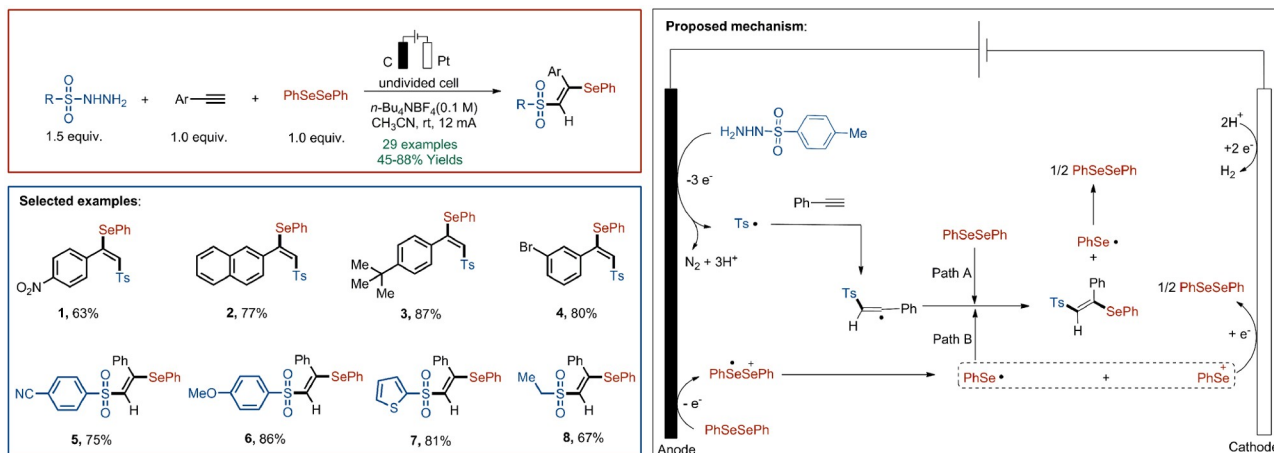 C
Pt
undivided cell
R
O
S
O
NHNH₂
+
Ar
+
PhSeSePh
n-Bu₄NBF₄(0.1 M)
CH₃CN, rt, 12 mA
1.5 equiv.
1.0 equiv.
1.0 equiv.
29 examples
45-88% Yields
Ar
SePh
O
R
S
O
H
Selected examples:
SePh
Ts
O₂N
1, 63%
SePh
Ts
2, 77%
SePh
Ts
Me
Me
Me
3, 87%
Br
SePh
Ts
4, 80%
NC
O
S
O
Ph
SePh
H
5, 75%
MeO
O
S
O
Ph
SePh
H
6, 86%
S
O
S
O
Ph
SePh
H
7, 81%
Me
O
S
O
Ph
SePh
H
8, 67%
Proposed mechanism:
H₂NHN
O
S
O
Me
-3 e⁻
Ph
Ts •
N₂ + 3H⁺
Ts
Ph
H
•
PhSeSePh
Path A
Path B
1/2 PhSeSePh
PhSe •
+
Ph
Ts
SePh
H
2H⁺
+2 e⁻
H₂
1/2 PhSeSePh
+ e⁻
• +
PhSeSePh
PhSe •
+
+
PhSe
- e⁻
PhSeSePh
Anode
Cathode